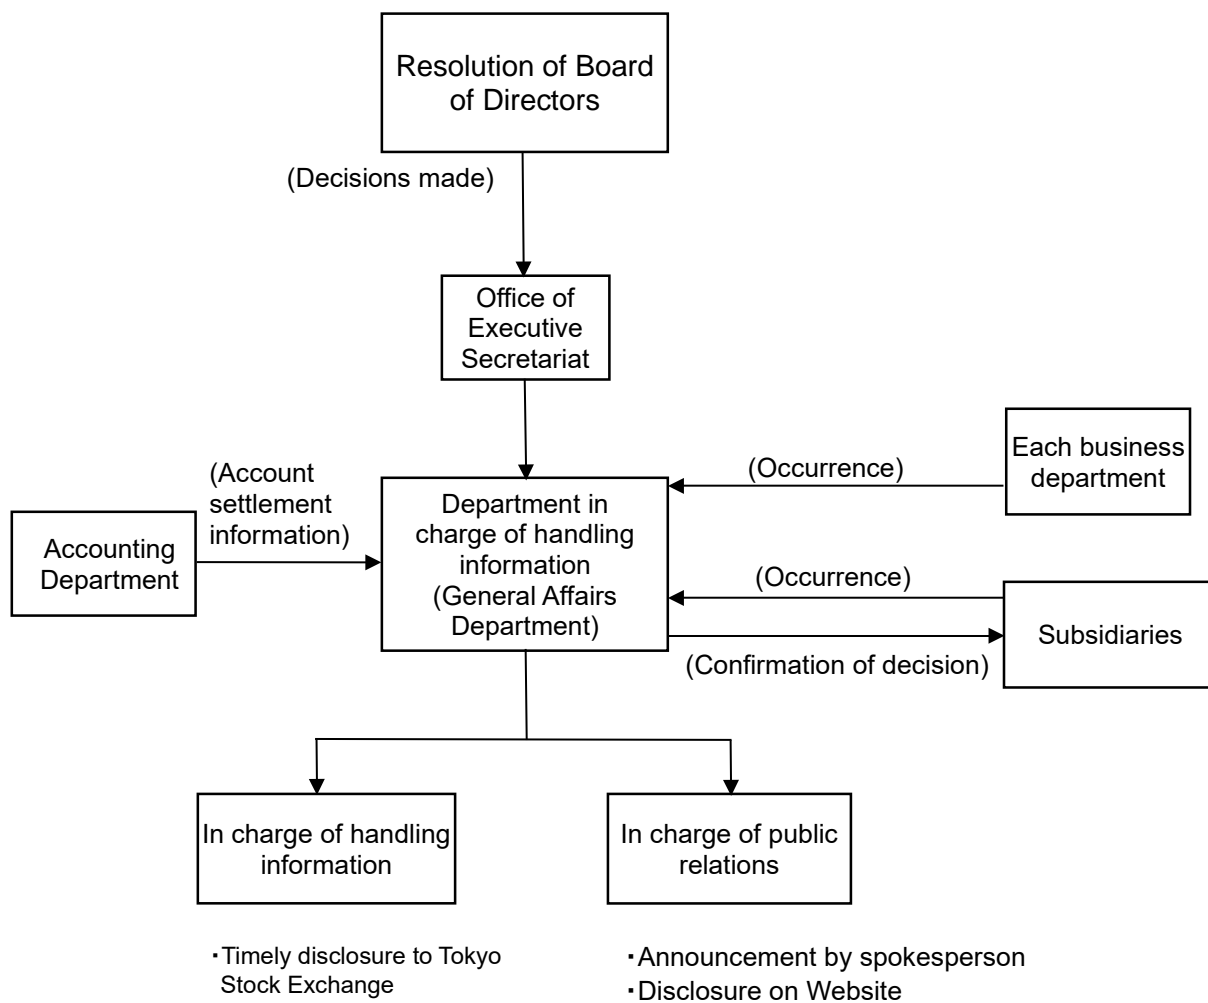 Resolution of Board
of Directors
(Decisions made)
Office of
Executive
Secretariat
Each business
department
(Occurrence)
(Account
settlement
information)
Department in
charge of handling
information
(General Affairs
Department)
Accounting
Department
(Occurrence)
Subsidiaries
(Confirmation of decision)
In charge of handling
information
In charge of public
relations
・Timely disclosure to Tokyo
Stock Exchange
・Announcement by spokesperson
・Disclosure on Website